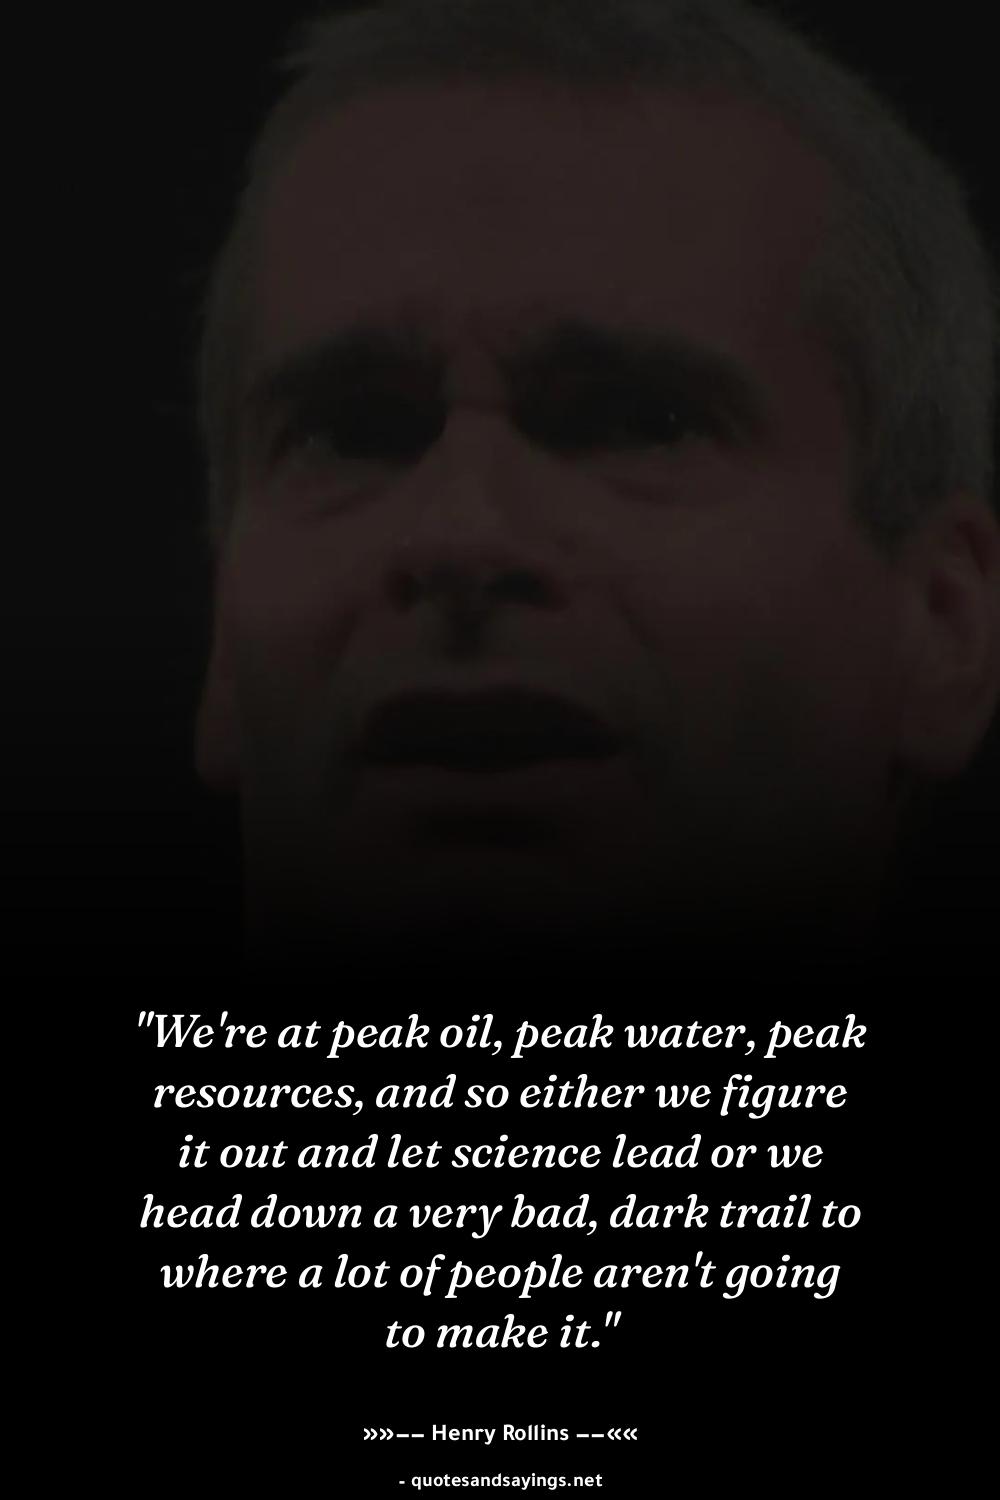 "We're at peak oil, peak water, peak
resources, and so either we figure
it out and let science lead or we
head down a very bad, dark trail to
where a lot of people aren't going
to make it."
»»–– Henry Rollins ––««
- quotesandsayings.net